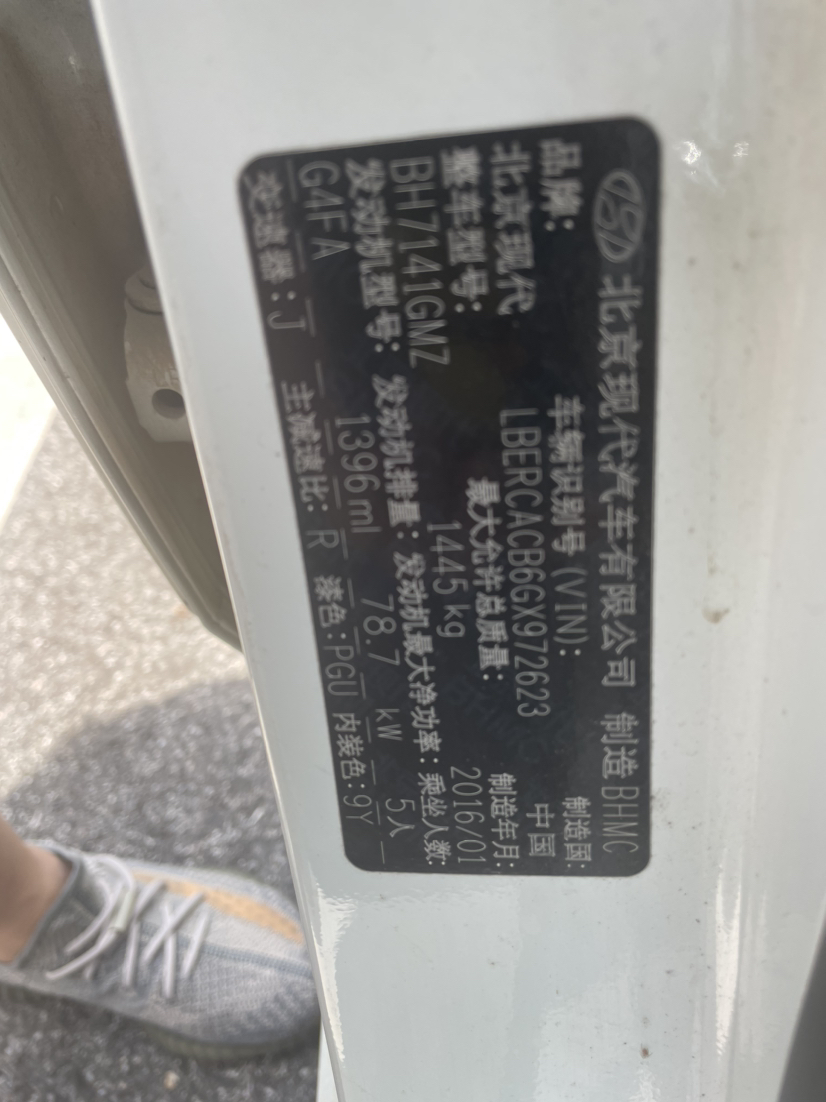 北京现代汽车有限公司 制造 BHMC
品牌: 车辆识别号(VIN): 制造国:
北京现代 LBERCACB6GX972623 中国
整车型号: 最大允许总质量: 制造年月:
BH7141GMZ 1445 kg 2016/01
发动机型号: 发动机排量: 发动机最大净功率: 乘坐人数:
G4FA 1396 ml 78.7 kW 5人
变速器: J 主减速比: R 漆色: PGU 内装色: 9Y